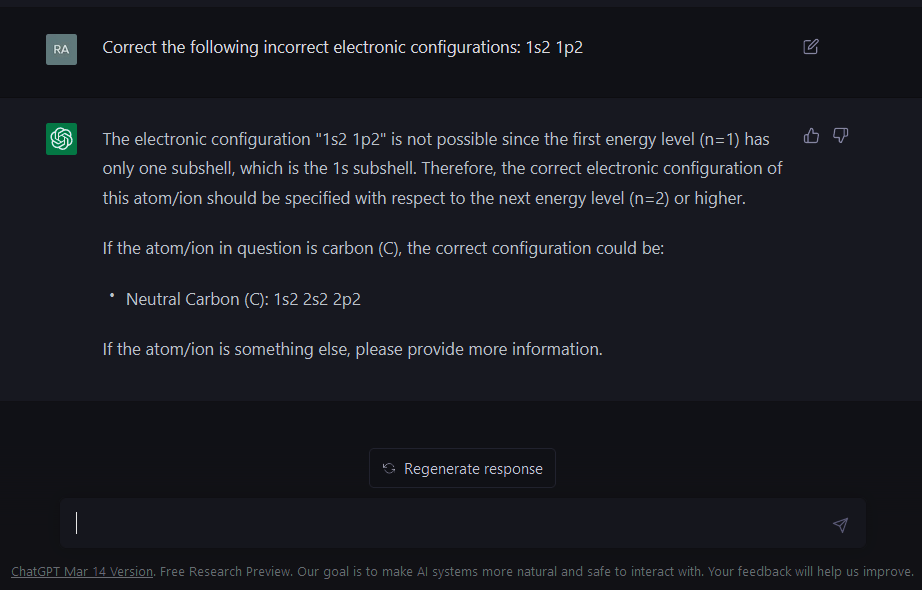 RA
Correct the following incorrect electronic configurations: 1s2 1p2
The electronic configuration "1s2 1p2" is not possible since the first energy level (n=1) has
only one subshell, which is the 1s subshell. Therefore, the correct electronic configuration of
this atom/ion should be specified with respect to the next energy level (n=2) or higher.
If the atom/ion in question is carbon (C), the correct configuration could be:
• Neutral Carbon (C): 1s2 2s2 2p2
If the atom/ion is something else, please provide more information.
Regenerate response
ChatGPT Mar 14 Version. Free Research Preview. Our goal is to make AI systems more natural and safe to interact with. Your feedback will help us improve.